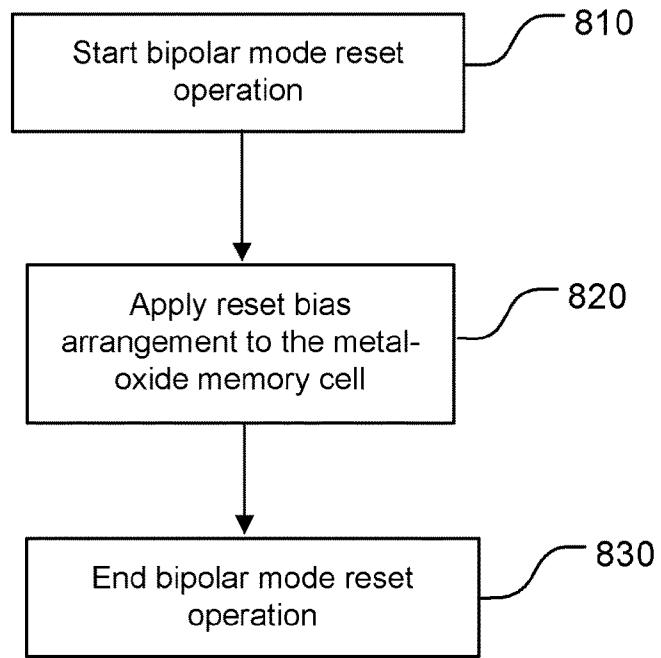 810
Start bipolar mode reset
operation
820
Apply reset bias
arrangement to the metal-
oxide memory cell
830
End bipolar mode reset
operation